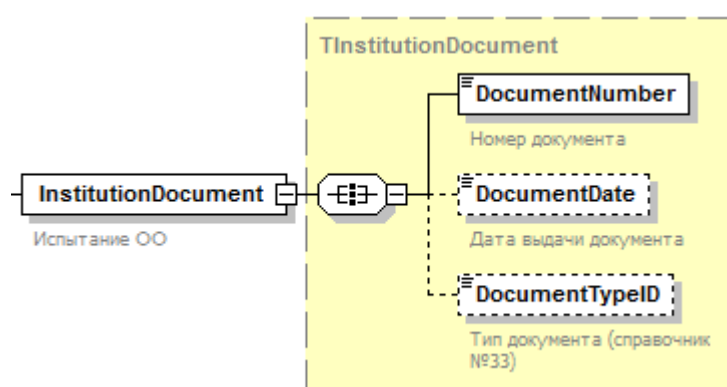 TInstitutionDocument
DocumentNumber
Номер документа
InstitutionDocument
Испытание ОО
DocumentDate
Дата выдачи документа
DocumentTypeID
Тип документа (справочник
№33)